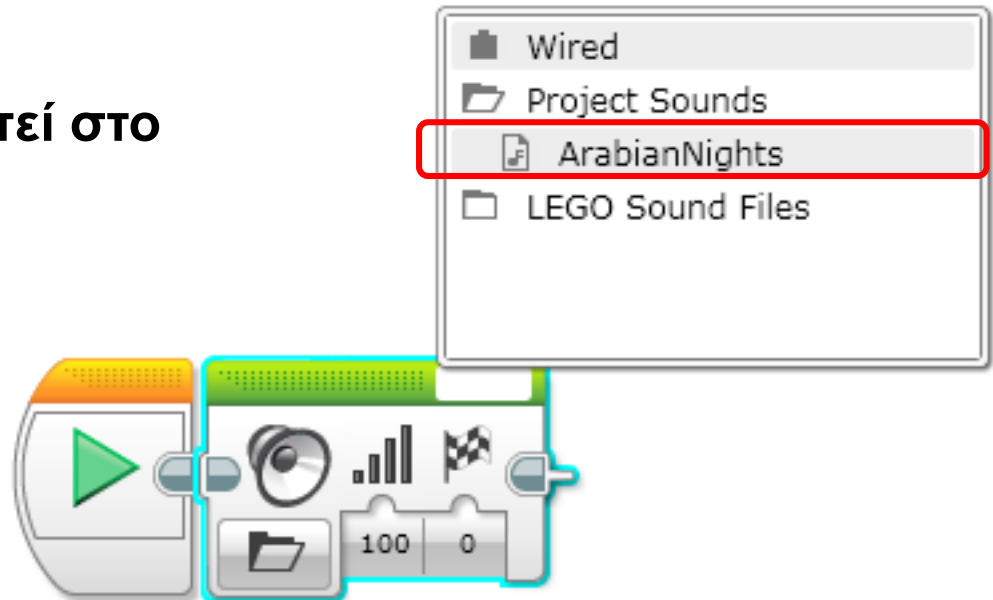 Wired
Project Sounds
τεί στο
ArabianNights
LEGO Sound Files
100 0